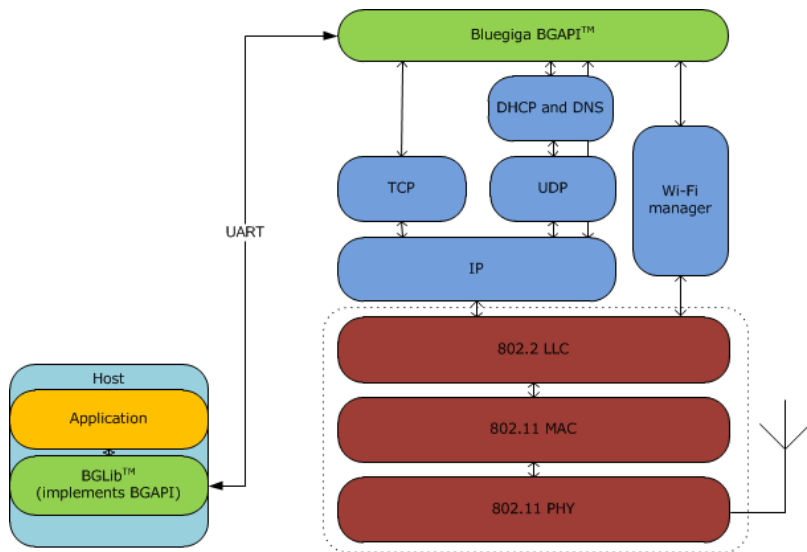 Bluegiga BGAPI™
DHCP and DNS
TCP
UDP
Wi-Fi
manager
UART
IP
802.2 LLC
Host
Application
802.11 MAC
BGLib™
(implements BGAPI)
802.11 PHY